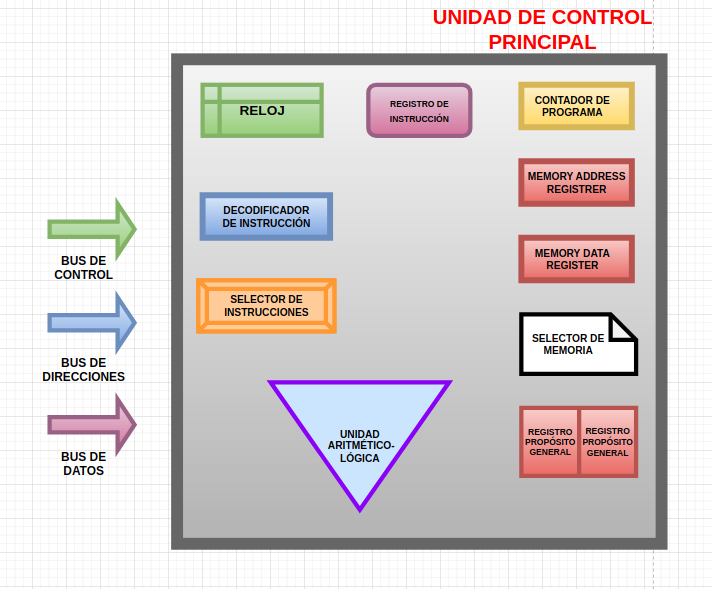 UNIDAD DE CONTROL
PRINCIPAL
RELOJ
REGISTRO DE
INSTRUCCIÓN
CONTADOR DE
PROGRAMA
MEMORY ADDRESS
REGISTRER
DECODIFICADOR
DE INSTRUCCIÓN
MEMORY DATA
REGISTER
BUS DE
CONTROL
SELECTOR DE
INSTRUCCIONES
SELECTOR DE
MEMORIA
BUS DE
DIRECCIONES
UNIDAD
ARITMÉTICO-
LÓGICA
REGISTRO
PROPÓSITO
GENERAL
REGISTRO
PROPÓSITO
GENERAL
BUS DE
DATOS